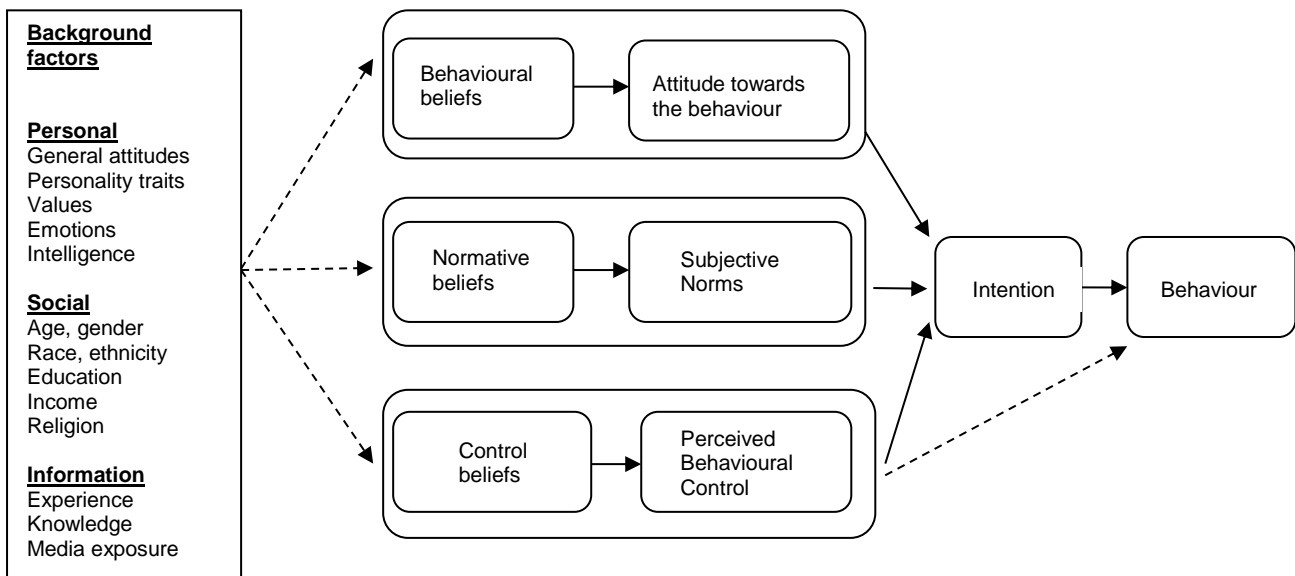 Background
factors
Personal
General attitudes
Personality traits
Values
Emotions
Intelligence
Social
Age, gender
Race, ethnicity
Education
Income
Religion
Information
Experience
Knowledge
Media exposure
Behavioural
beliefs
Attitude towards
the behaviour
Normative
beliefs
Subjective
Norms
Control
beliefs
Perceived
Behavioural
Control
Intention
Behaviour